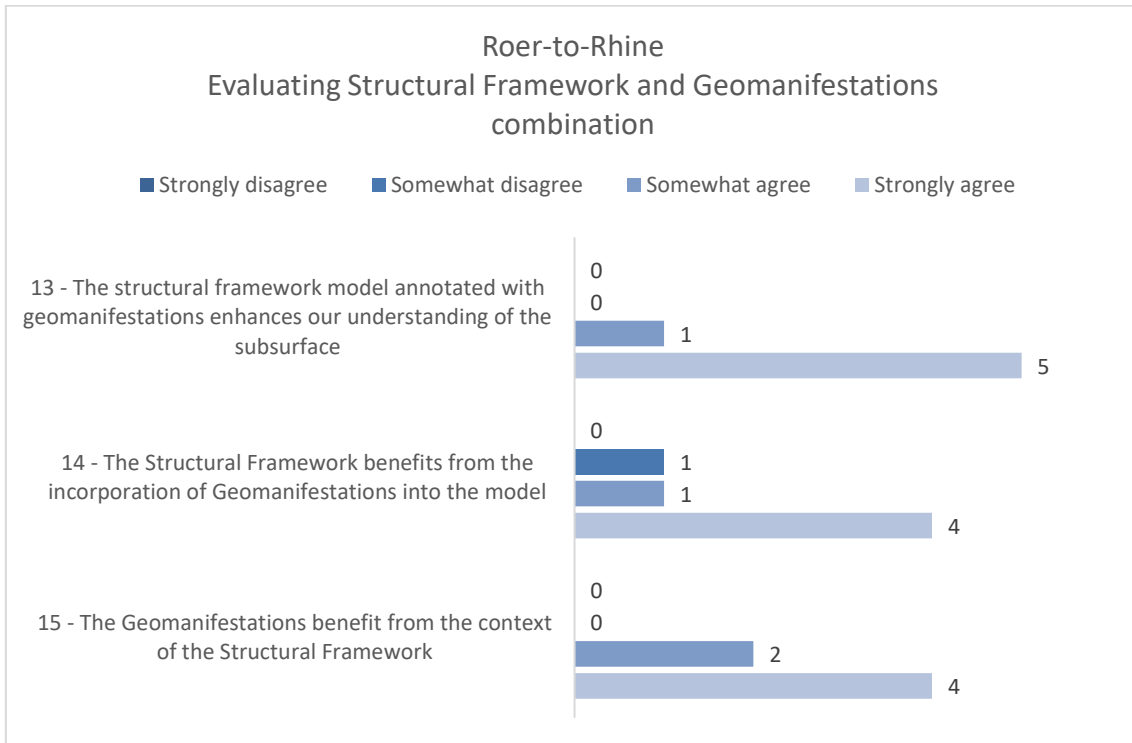 Roer-to-Rhine
Evaluating Structural Framework and Geomanifestations
combination
Strongly disagree Somewhat disagree Somewhat agree Strongly agree
13 - The structural framework model annotated with
geomanifestations enhances our understanding of the
subsurface
0
0
1
5
14 - The Structural Framework benefits from the
incorporation of Geomanifestations into the model
0
1
1
4
15 - The Geomanifestations benefit from the context
of the Structural Framework
0
0
2
4